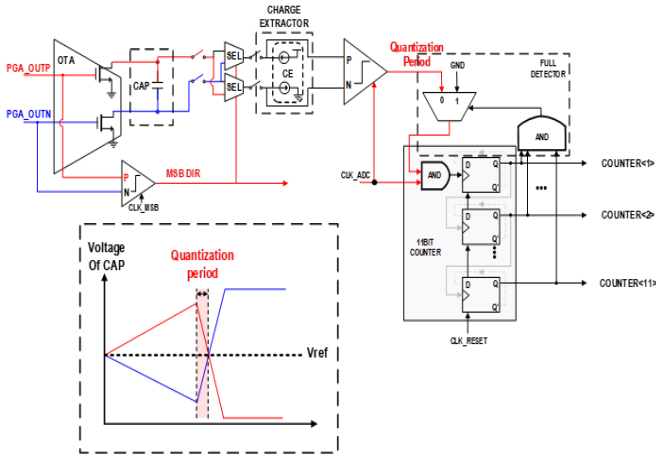 CHARGE
EXTRACTOR
OTA
PGA_OUTP
PGA_OUTN
CAP
SEL
SEL
CE
P
N
Quantization
Period
GND
FULL
DETECTOR
0 1
AND
P
N
MSB DIR
CLK_MSB
CLK_ADC
AND
D Q
Q'
COUNTER<1>
11BIT
COUNTER
D Q
Q'
COUNTER<2>
D Q
Q'
COUNTER<11>
CLK_RESET
Voltage
Of CAP
Quantization
period
Vref